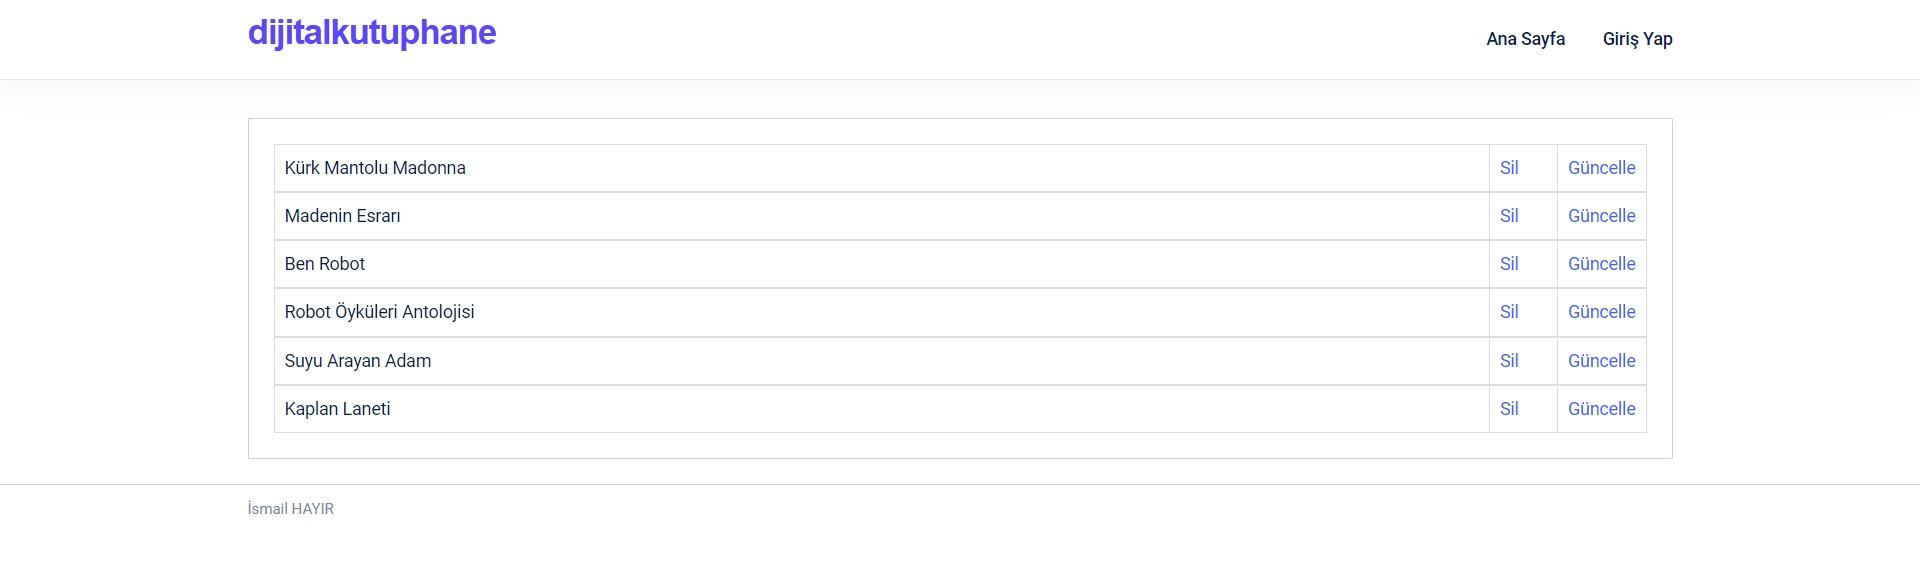 dijitalkutuphane
Ana Sayfa Giriş Yap
Kürk Mantolu Madonna Sil Güncelle
Madenin Esrarı Sil Güncelle
Ben Robot Sil Güncelle
Robot Öyküleri Antolojisi Sil Güncelle
Suyu Arayan Adam Sil Güncelle
Kaplan Laneti Sil Güncelle
İsmail HAYIR